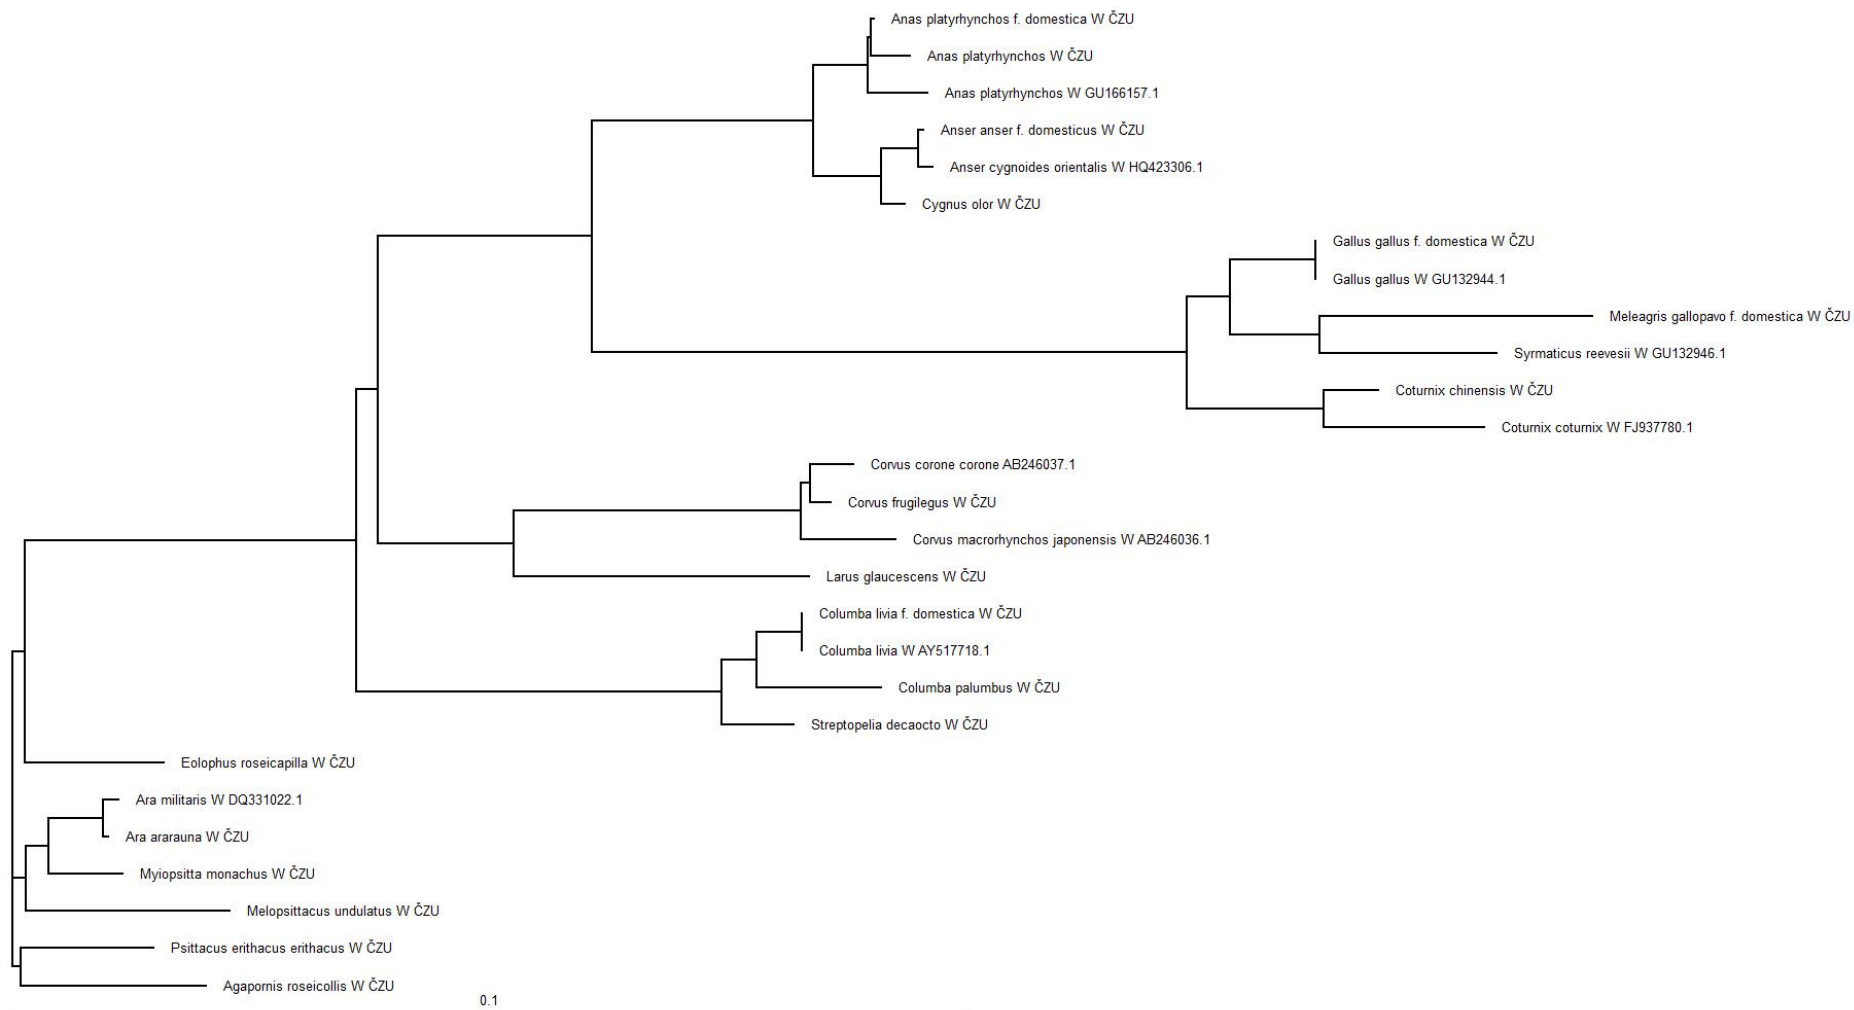 Anas platyrhynchos f. domestica W ČZU
Anas platyrhynchos W ČZU
Anas platyrhynchos W GU166157.1
Anser anser f. domesticus W ČZU
Anser cygnoides orientalis W HQ423306.1
Cygnus olor W ČZU
Gallus gallus f. domestica W ČZU
Gallus gallus W GU132944.1
Meleagris gallopavo f. domestica W ČZU
Syrmaticus reevesii W GU132946.1
Coturnix chinensis W ČZU
Coturnix coturnix W FJ937780.1
Corvus corone corone AB246037.1
Corvus frugilegus W ČZU
Corvus macrorhynchos japonensis W AB246036.1
Larus glaucescens W ČZU
Columba livia f. domestica W ČZU
Columba livia W AY517718.1
Columba palumbus W ČZU
Streptopelia decaocto W ČZU
Eolophus roseicapilla W ČZU
Ara militaris W DQ331022.1
Ara ararauna W ČZU
Myiopsitta monachus W ČZU
Melopsittacus undulatus W ČZU
Psittacus erithacus erithacus W ČZU
Agapornis roseicollis W ČZU
0.1